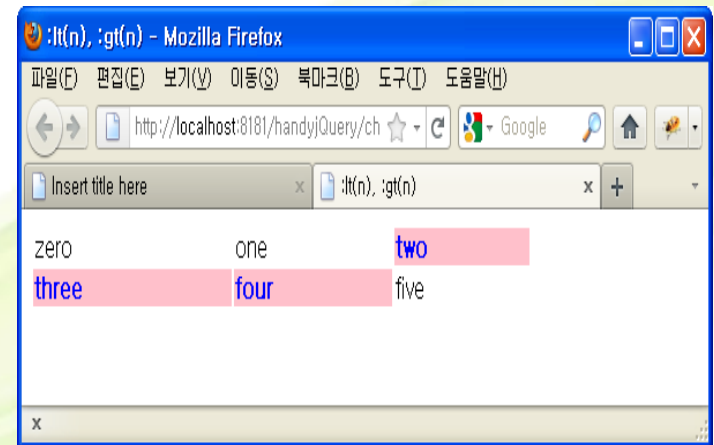 :lt(n), :gt(n) - Mozilla Firefox
파일(F) 편집(E) 보기(V) 이동(S) 북마크(B) 도구(T) 도움말(H)
http://localhost:8181/handyjQuery/ch Google
Insert title here x :lt(n), :gt(n) x +
zero one two
three four five
x